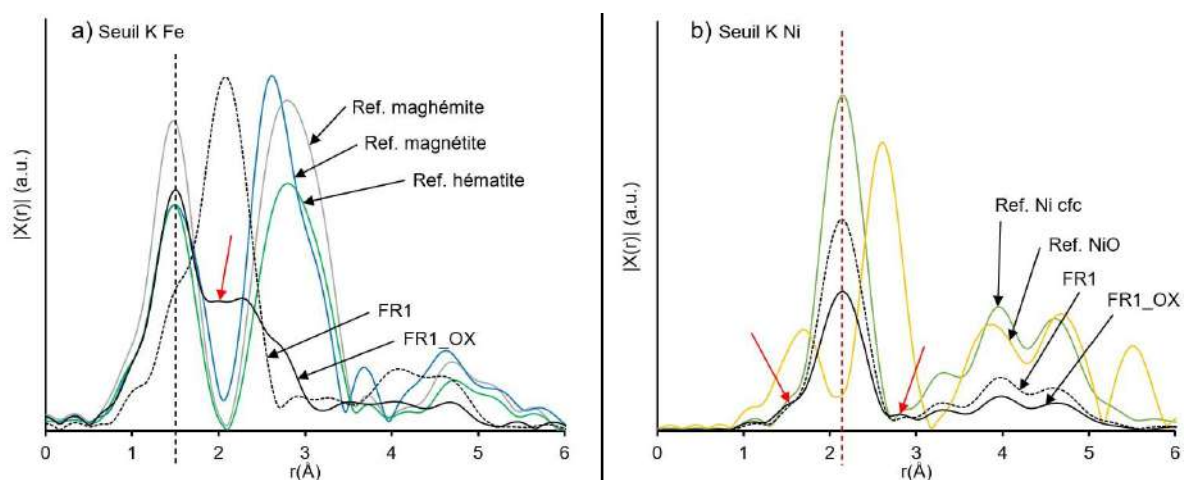 a) Seuil K Fe
|X(r)| (a.u.)
Ref. maghémite
Ref. magnétite
Ref. hématite
FR1
FR1_OX
0 1 2 3 4 5 6
r(Å)
b) Seuil K Ni
|X(r)| (a.u.)
Ref. Ni cfc
Ref. NiO
FR1
FR1_OX
0 1 2 3 4 5 6
r(Å)